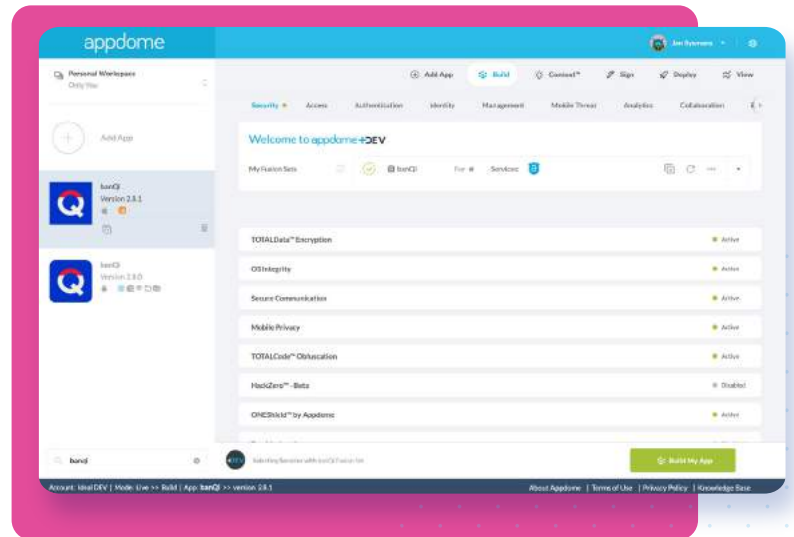 appdome
Personal Workspace
Only You
Add App
Build
Context™
Sign
Deploy
View
Security
Access
Authentication
Identity
Management
Mobile Threat
Analytics
Collaboration
Add App
Welcome to appdome+DEV
My Fusion Sets
banQi
For
Services
banQi
Version 2.8.1
banQi
Version 2.8.0
TOTALData™ Encryption
Active
OS Integrity
Active
Secure Communication
Active
Mobile Privacy
Active
TOTALCode™ Obfuscation
Active
HackZero™ - Beta
Disabled
ONEShield™ by Appdome
Active
banqi
Build My App
Account: Ideal DEV | Mode: Live >> Build | App: banQi >> version 2.8.1
About Appdome | Terms of Use | Privacy Policy | Knowledge Base